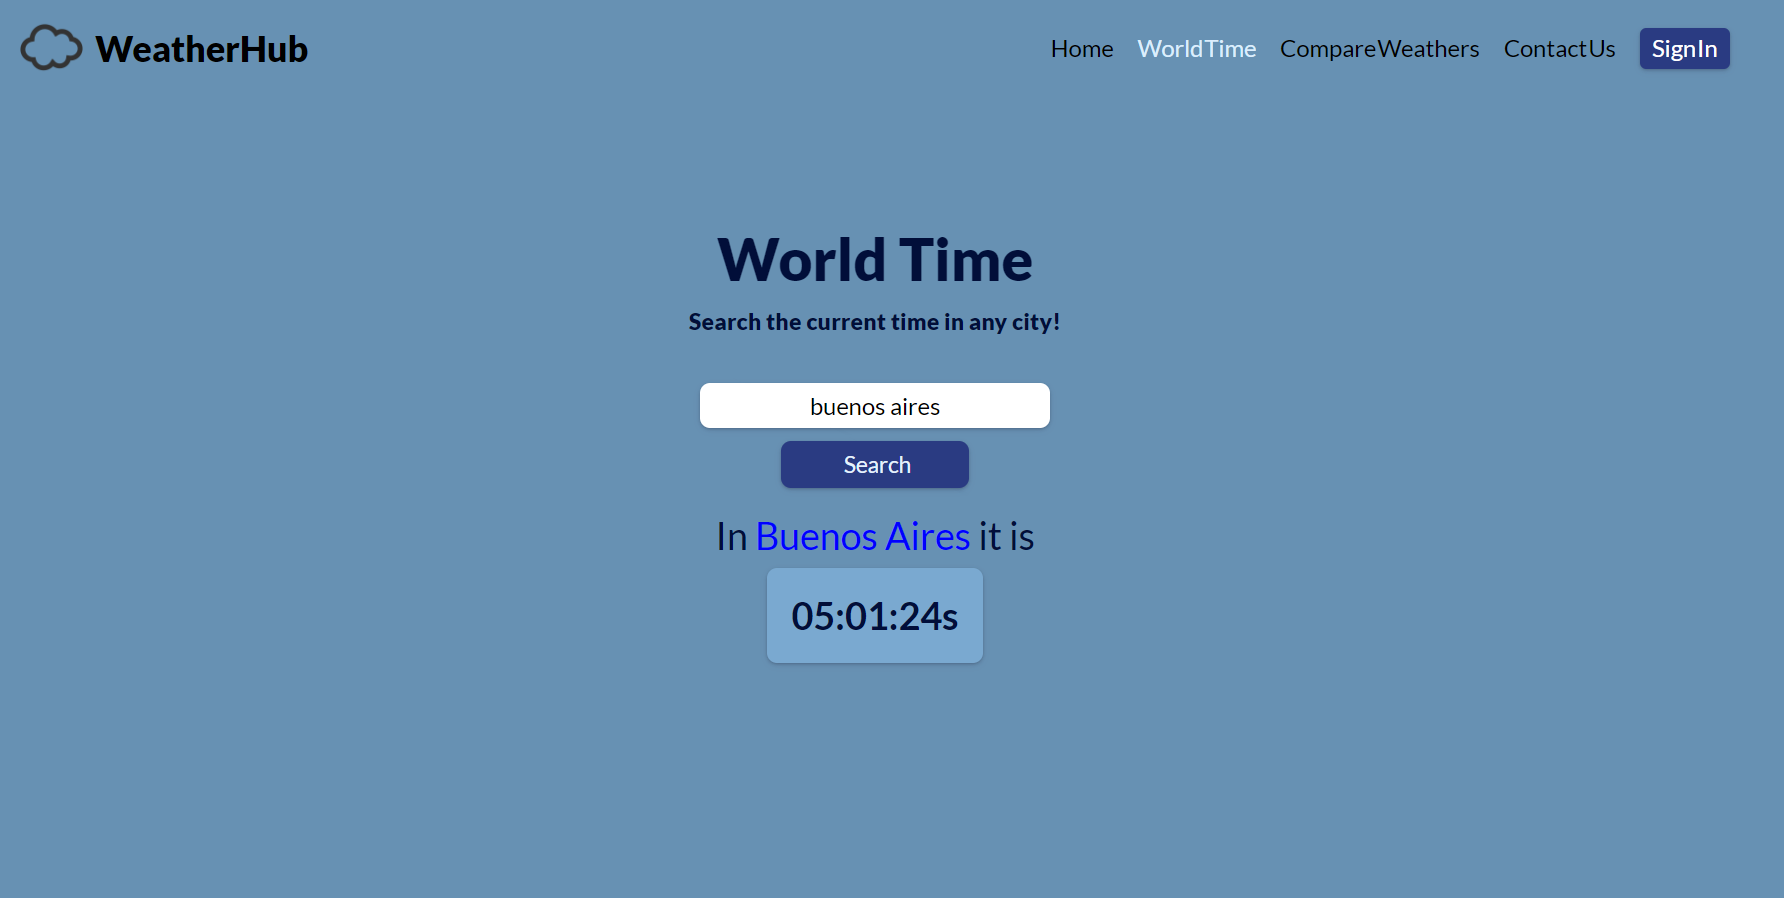 WeatherHub
Home WorldTime CompareWeathers ContactUs SignIn
World Time
Search the current time in any city!
buenos aires
Search
In Buenos Aires it is
05:01:24s